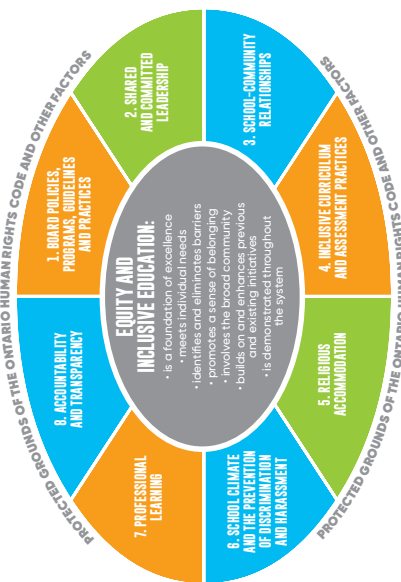 PROTECTED GROUNDS OF THE ONTARIO HUMAN RIGHTS CODE AND OTHER FACTORS
1. BOARD POLICIES,
PROGRAMS, GUIDELINES
AND PRACTICES
2. SHARED
AND COMMITTED
LEADERSHIP
3. SCHOOL-COMMUNITY
RELATIONSHIPS
4. INCLUSIVE CURRICULUM
AND ASSESSMENT PRACTICES
5. RELIGIOUS
ACCOMMODATION
6. SCHOOL CLIMATE
AND THE PREVENTION
OF DISCRIMINATION
AND HARASSMENT
7. PROFESSIONAL
LEARNING
8. ACCOUNTABILITY
AND TRANSPARENCY
EQUITY AND
INCLUSIVE EDUCATION:
• is a foundation of excellence
• meets individual needs
• identifies and eliminates barriers
• promotes a sense of belonging
• involves the broad community
• builds on and enhances previous
and existing initiatives
• is demonstrated throughout
the system
PROTECTED GROUNDS OF THE ONTARIO HUMAN RIGHTS CODE AND OTHER FACTORS